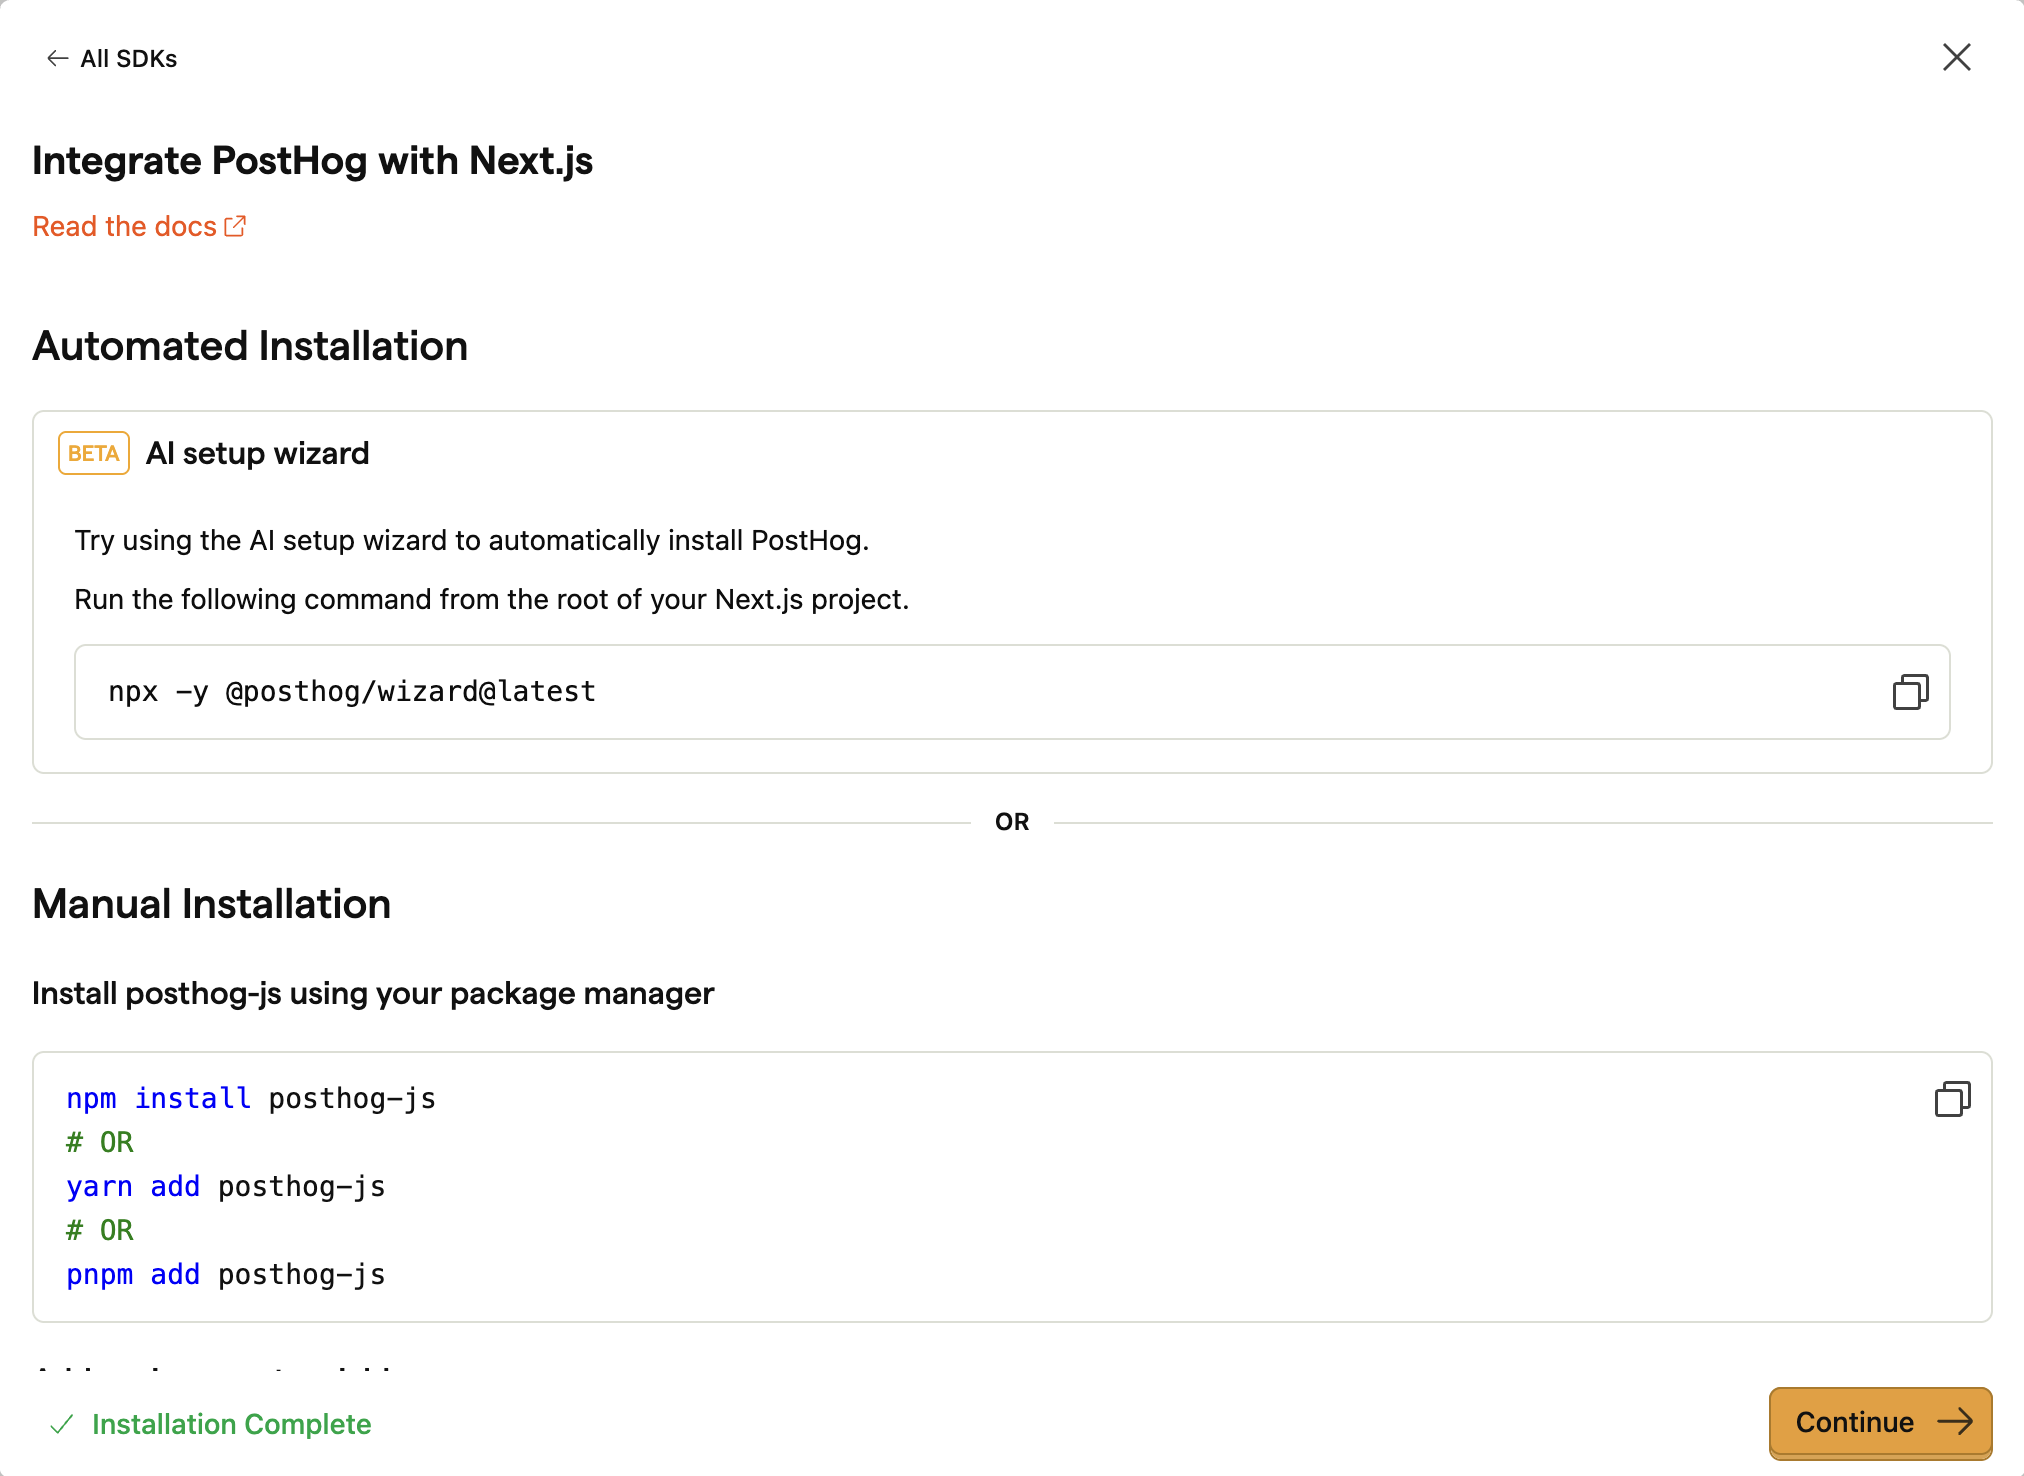 ← All SDKs
Integrate PostHog with Next.js
Read the docs
Automated Installation
BETA AI setup wizard
Try using the AI setup wizard to automatically install PostHog.
Run the following command from the root of your Next.js project.
npx -y @posthog/wizard@latest
OR
Manual Installation
Install posthog-js using your package manager
npm install posthog-js
# OR
yarn add posthog-js
# OR
pnpm add posthog-js
Installation Complete
Continue →